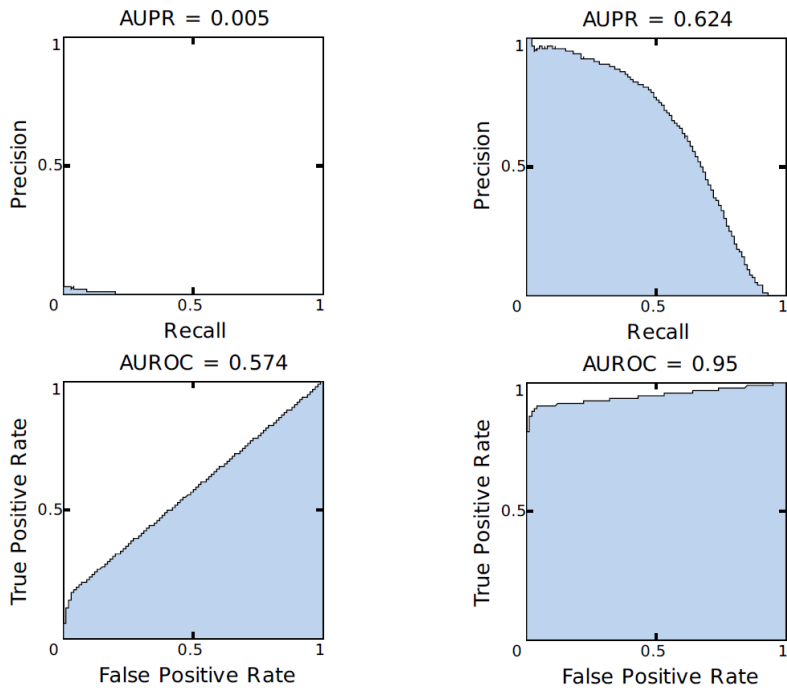 AUPR = 0.005
1
0.5
0
0.5
1
Precision
Recall
AUPR = 0.624
1
0.5
0
0.5
1
Precision
Recall
AUROC = 0.574
1
0.5
0
0.5
1
True Positive Rate
False Positive Rate
AUROC = 0.95
1
0.5
0
0.5
1
True Positive Rate
False Positive Rate